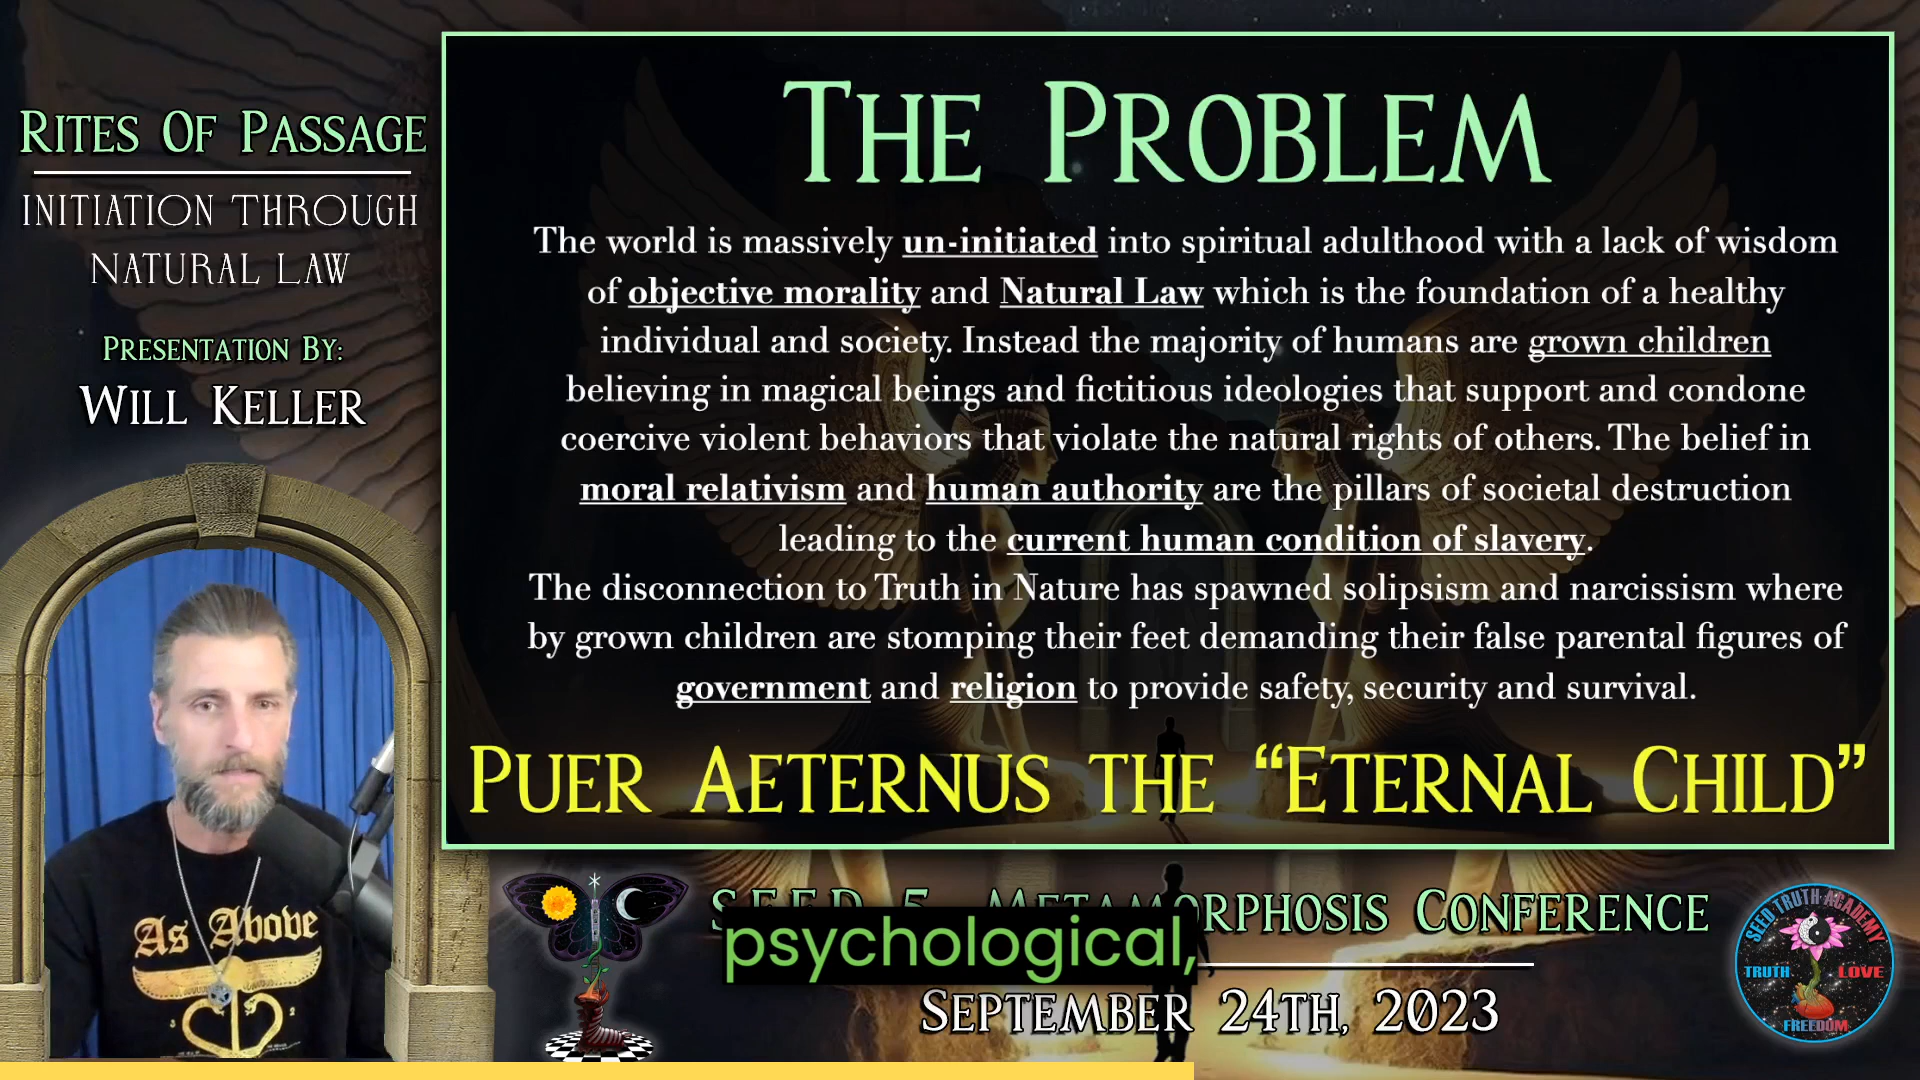 RITES OF PASSAGE
INITIATION THROUGH
NATURAL LAW
PRESENTATION BY:
WILL KELLER
THE PROBLEM
The world is massively un-initiated into spiritual adulthood with a lack of wisdom
of objective morality and Natural Law which is the foundation of a healthy
individual and society. Instead the majority of humans are grown children
believing in magical beings and fictitious ideologies that support and condone
coercive violent behaviors that violate the natural rights of others. The belief in
moral relativism and human authority are the pillars of societal destruction
leading to the current human condition of slavery.
The disconnection to Truth in Nature has spawned solipsism and narcissism where
by grown children are stomping their feet demanding their false parental figures of
government and religion to provide safety, security and survival.
PUER AETERNUS THE “ETERNAL CHILD”
As Above
S.E.E.D. 5 METAMORPHOSIS CONFERENCE
psychological,
SEPTEMBER 24TH, 2023
SEED TRUTH ACADEMY
TRUTH LOVE
FREEDOM